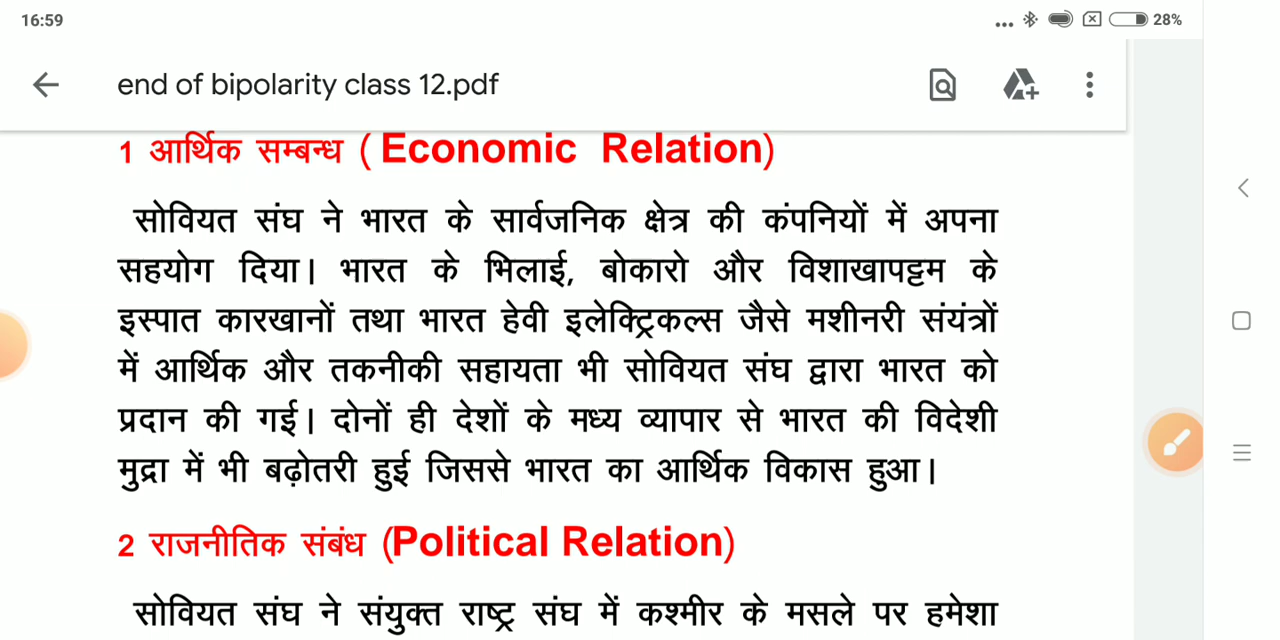 16:59
28%
end of bipolarity class 12.pdf
1 आर्थिक सम्बन्ध ( Economic Relation)
सोवियत संघ ने भारत के सार्वजनिक क्षेत्र की कंपनियों में अपना
सहयोग दिया। भारत के भिलाई, बोकारो और विशाखापट्टम के
इस्पात कारखानों तथा भारत हेवी इलेक्ट्रिकल्स जैसे मशीनरी संयंत्रों
में आर्थिक और तकनीकी सहायता भी सोवियत संघ द्वारा भारत को
प्रदान की गई। दोनों ही देशों के मध्य व्यापार से भारत की विदेशी
मुद्रा में भी बढ़ोतरी हुई जिससे भारत का आर्थिक विकास हुआ।
2 राजनीतिक संबंध (Political Relation)
सोवियत संघ ने संयुक्त राष्ट्र संघ में कश्मीर के मसले पर हमेशा